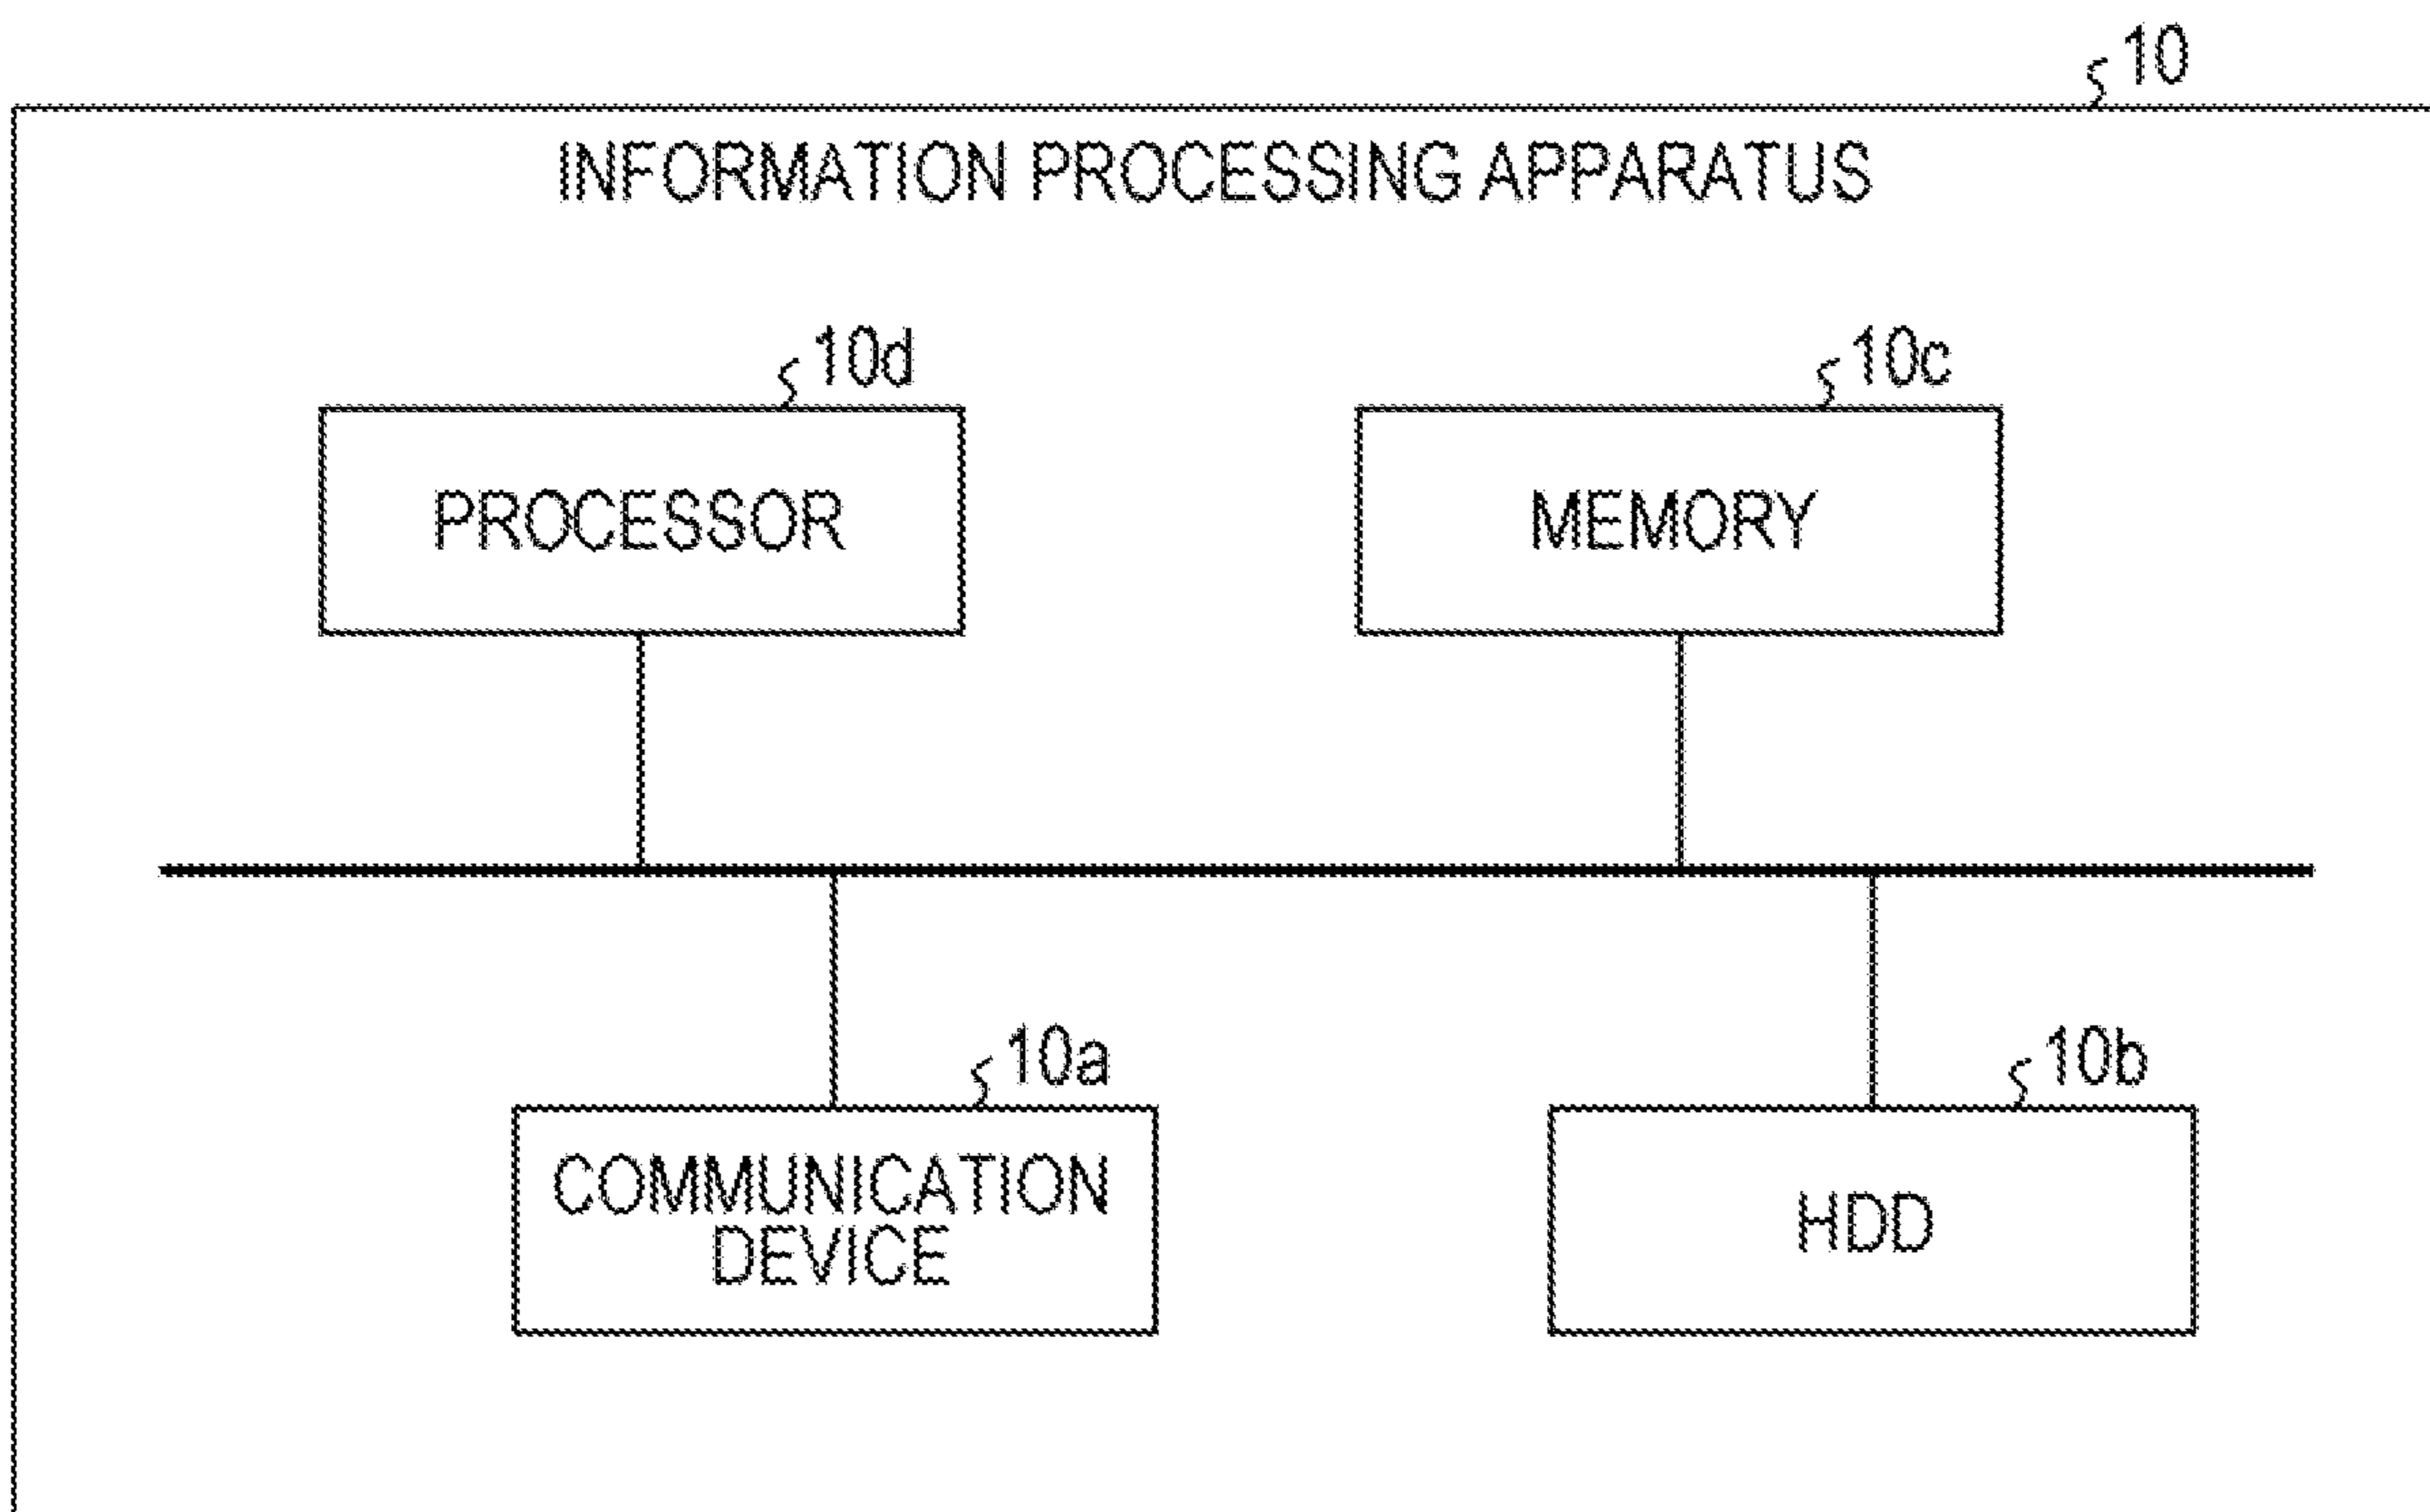 10
INFORMATION PROCESSING APPARATUS
10d
10c
PROCESSOR
MEMORY
10a
10b
COMMUNICATION
DEVICE
HDD